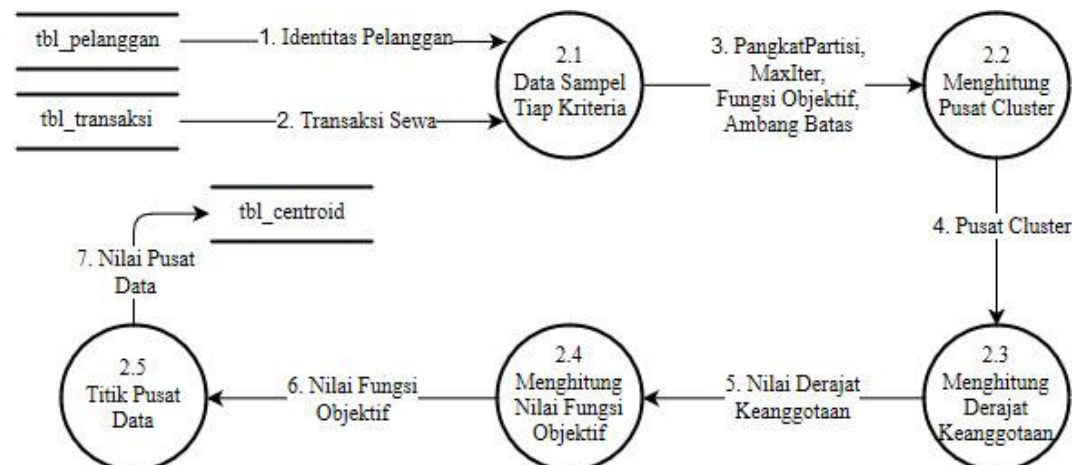 tbl_pelanggan
1. Identitas Pelanggan
tbl_transaksi
2. Transaksi Sewa
2.1
Data Sampel
Tiap Kriteria
3. PangkatPartisi,
MaxIter,
Fungsi Objektif,
Ambang Batas
2.2
Menghitung
Pusat Cluster
4. Pusat Cluster
2.3
Menghitung
Derajat
Keanggotaan
5. Nilai Derajat
Keanggotaan
2.4
Menghitung
Nilai Fungsi
Objektif
6. Nilai Fungsi
Objektif
2.5
Titik Pusat
Data
7. Nilai Pusat
Data
tbl_centroid